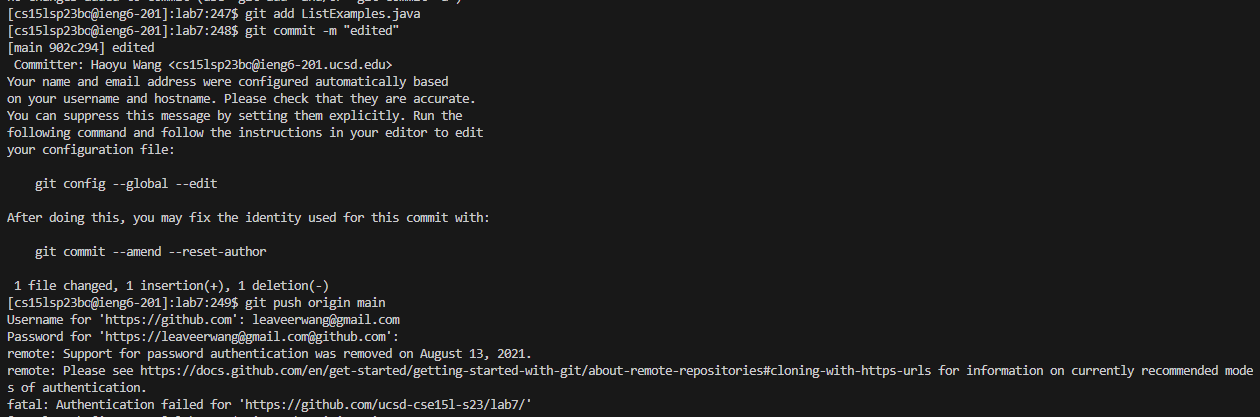 [cs15lsp23bc@ieng6-201]:lab7:247$ git add ListExamples.java
[cs15lsp23bc@ieng6-201]:lab7:248$ git commit -m "edited"
[main 902c294] edited
 Committer: Haoyu Wang <cs15lsp23bc@ieng6-201.ucsd.edu>
Your name and email address were configured automatically based
on your username and hostname. Please check that they are accurate.
You can suppress this message by setting them explicitly. Run the
following command and follow the instructions in your editor to edit
your configuration file:

    git config --global --edit

After doing this, you may fix the identity used for this commit with:

    git commit --amend --reset-author

 1 file changed, 1 insertion(+), 1 deletion(-)
[cs15lsp23bc@ieng6-201]:lab7:249$ git push origin main
Username for 'https://github.com': leaveerwang@gmail.com
Password for 'https://leaveerwang@gmail.com@github.com':
remote: Support for password authentication was removed on August 13, 2021.
remote: Please see https://docs.github.com/en/get-started/getting-started-with-git/about-remote-repositories#cloning-with-https-urls for information on currently recommended mode
s of authentication.
fatal: Authentication failed for 'https://github.com/ucsd-cse15l-s23/lab7/'